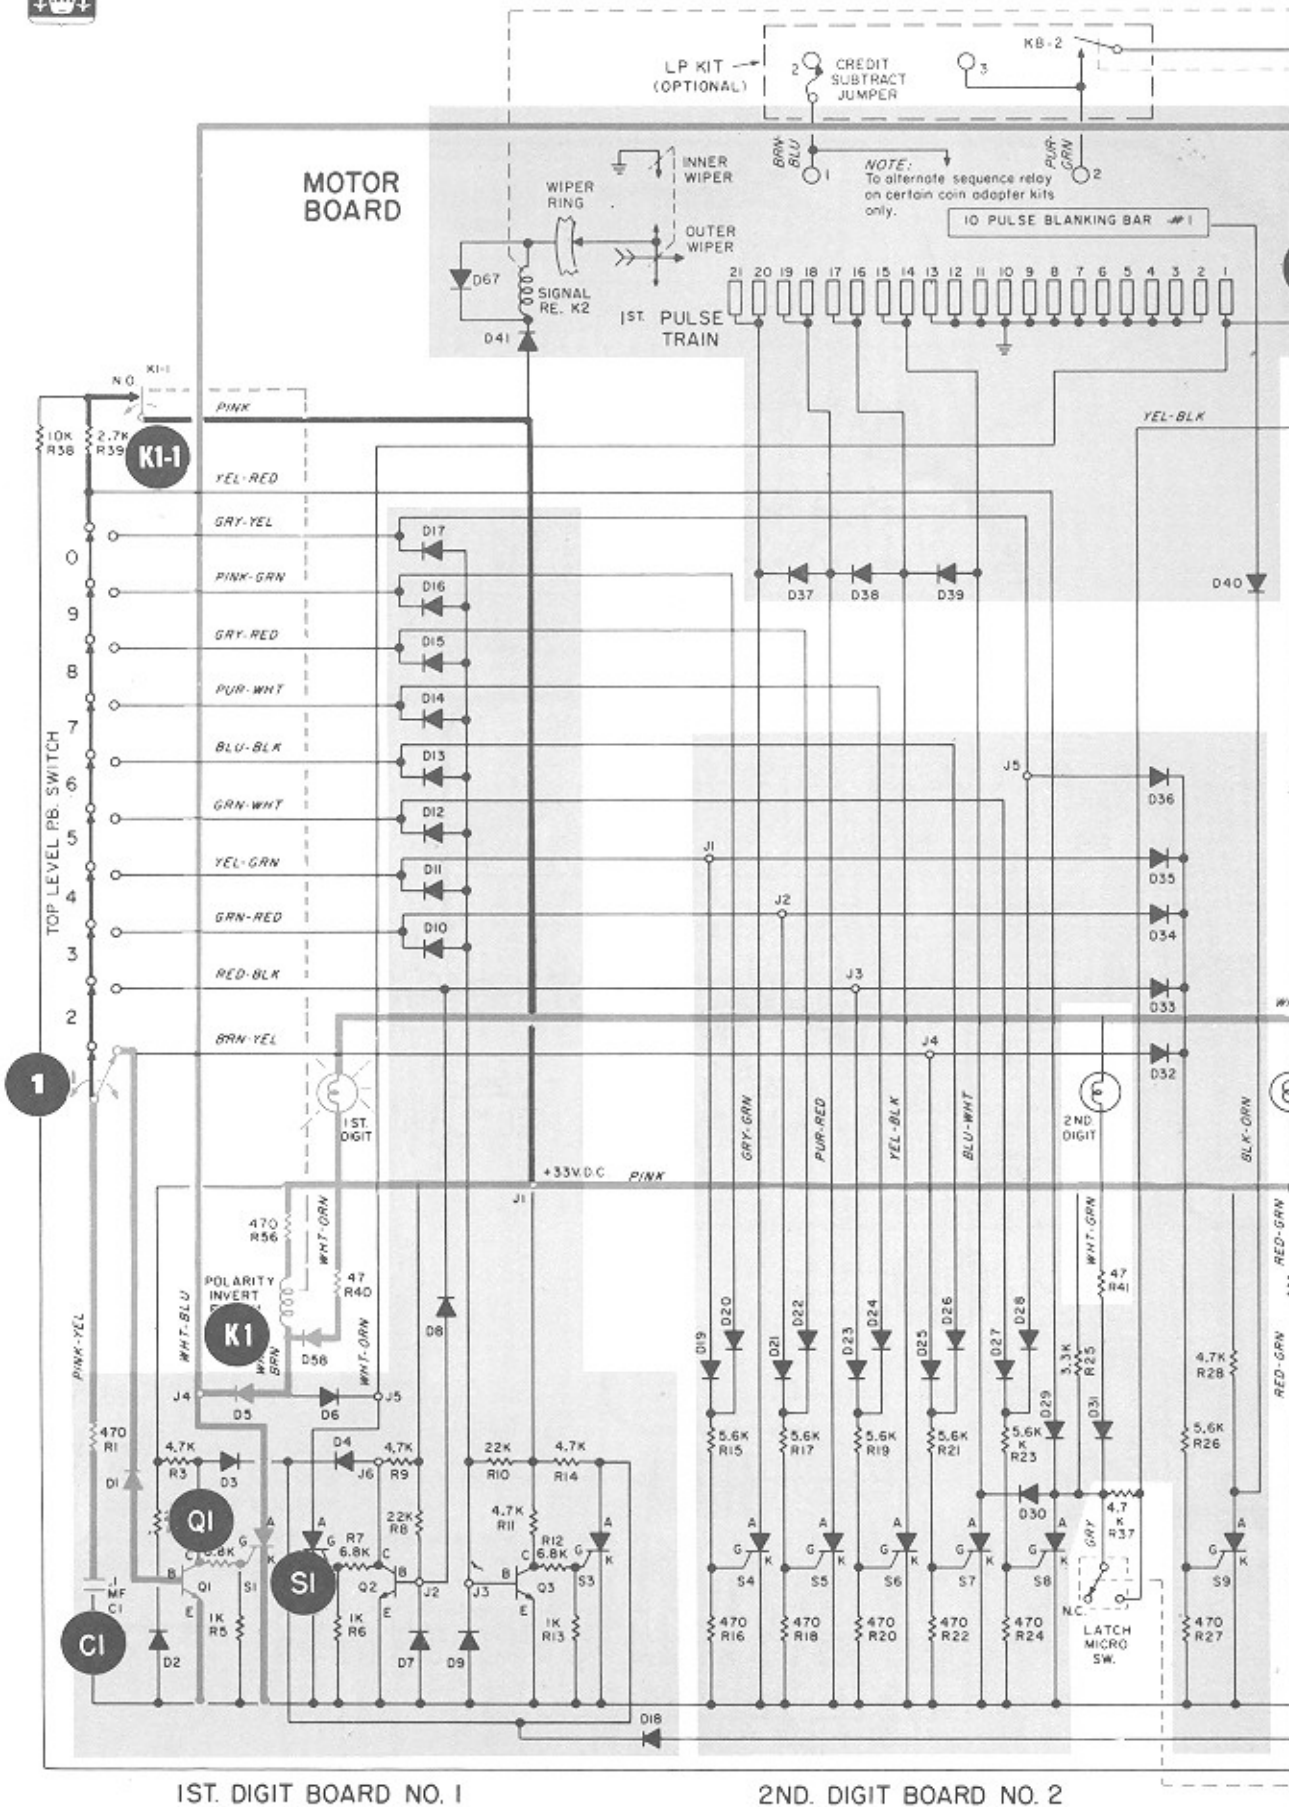 K8-2
LP KIT
(OPTIONAL)
2
CREDIT
SUBTRACT
JUMPER
3
BRN-
BLU
PUR-
GRN
1
2
NOTE:
To alternate sequence relay
on certain coin adapter kits
only.
MOTOR
BOARD
INNER
WIPER
WIPER
RING
OUTER
WIPER
10 PULSE BLANKING BAR #1
D67
SIGNAL
RE. K2
D41
1ST. PULSE
TRAIN
21 20 19 18 17 16 15 14 13 12 11 10 9 8 7 6 5 4 3 2 1
K1-1
N.O.
PINK
10K
R38
2.7K
R39
K1-1
YEL-BLK
YEL-RED
GRY-YEL
D17
0
PINK-GRN
D16
D37
D38
D39
D40
9
GRY-RED
D15
8
PUR-WHT
D14
7
BLU-BLK
D13
J5
D36
6
GRN-WHT
D12
5
YEL-GRN
D11
J1
D35
4
GRN-RED
D10
J2
D34
3
RED-BLK
J3
D33
2
BRN-YEL
J4
D32
TOP LEVEL P.B. SWITCH
1
1ST.
DIGIT
2ND.
DIGIT
GRY-GRN
PUR-RED
YEL-BLK
BLU-WHT
BLK-ORN
+33V.D.C.
PINK
J1
470
R56
WHT-ORN
WHT-GRN
RED-GRN
POLARITY
INVERT
47
R40
47
R41
K1
D58
BRN
WHT-ORN
WHT-BLU
PINK-YEL
D8
D19
D20
D21
D22
D23
D24
D25
D26
D27
D28
3.3K
R25
4.7K
R28
RED-GRN
J4
D5
D6
J5
D29
D31
470
R1
4.7K
R3
D3
D4
J6
4.7K
R9
22K
R10
4.7K
R14
5.6K
R15
5.6K
R17
5.6K
R19
5.6K
R21
5.6K
K
R23
5.6K
R26
D1
Q1
D30
4.7
K
R37
GRY
22K
R8
4.7K
R11
A
G
K
6.8K
S1
R7
6.8K
A
G
S1
R12
6.8K
A
G
S3
B
C
Q1
E
C
Q2
B
E
J2
J3
B
C
Q3
E
A
G
K
S4
A
G
K
S5
A
G
K
S6
A
G
K
S7
A
G
K
S8
A
G
K
S9
.1
MF
C1
C1
1K
R5
1K
R6
1K
R13
470
R16
470
R18
470
R20
470
R22
470
R24
N.C.
LATCH
MICRO
SW.
470
R27
D2
D7
D9
D18
1ST. DIGIT BOARD NO. 1
2ND. DIGIT BOARD NO. 2